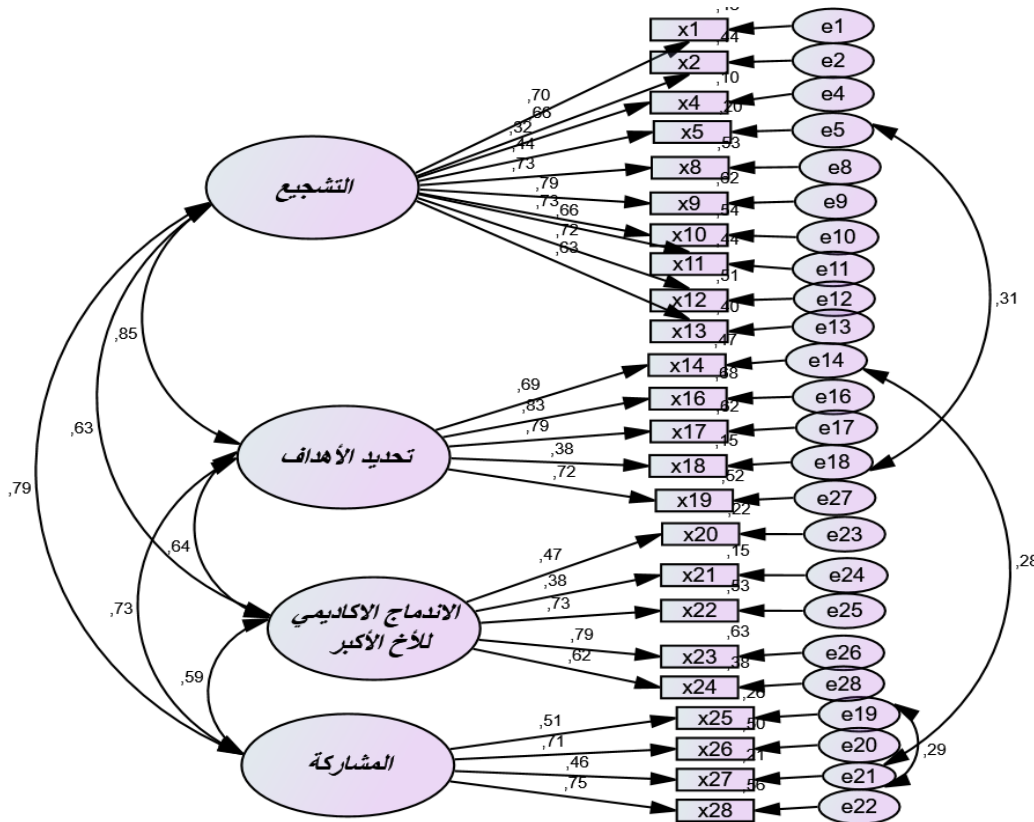 x1
e1
,44
x2
e2
,10
x4
e4
,20
x5
e5
,53
x8
e8
,62
x9
e9
,54
x10
e10
,44
x11
e11
,51
x12
e12
,40
x13
e13
,47
,70
,66
,32
,44
,73
,79
,73
,66
,72
,63
التشجيع
,31
,85
,63
,79
x14
e14
,68
x16
e16
,62
x17
e17
,15
x18
e18
,52
x19
e27
,22
,69
,83
,79
,38
,72
تحديد الأهداف
,28
,64
,73
x20
e23
,15
x21
e24
,53
x22
e25
,63
x23
e26
,38
x24
e28
,26
,47
,38
,73
,79
,62
الاندماج الاكاديمي
للأخ الأكبر
,59
x25
e19
,50
x26
e20
,21
x27
e21
,56
x28
e22
,51
,71
,46
,75
المشاركة
,29